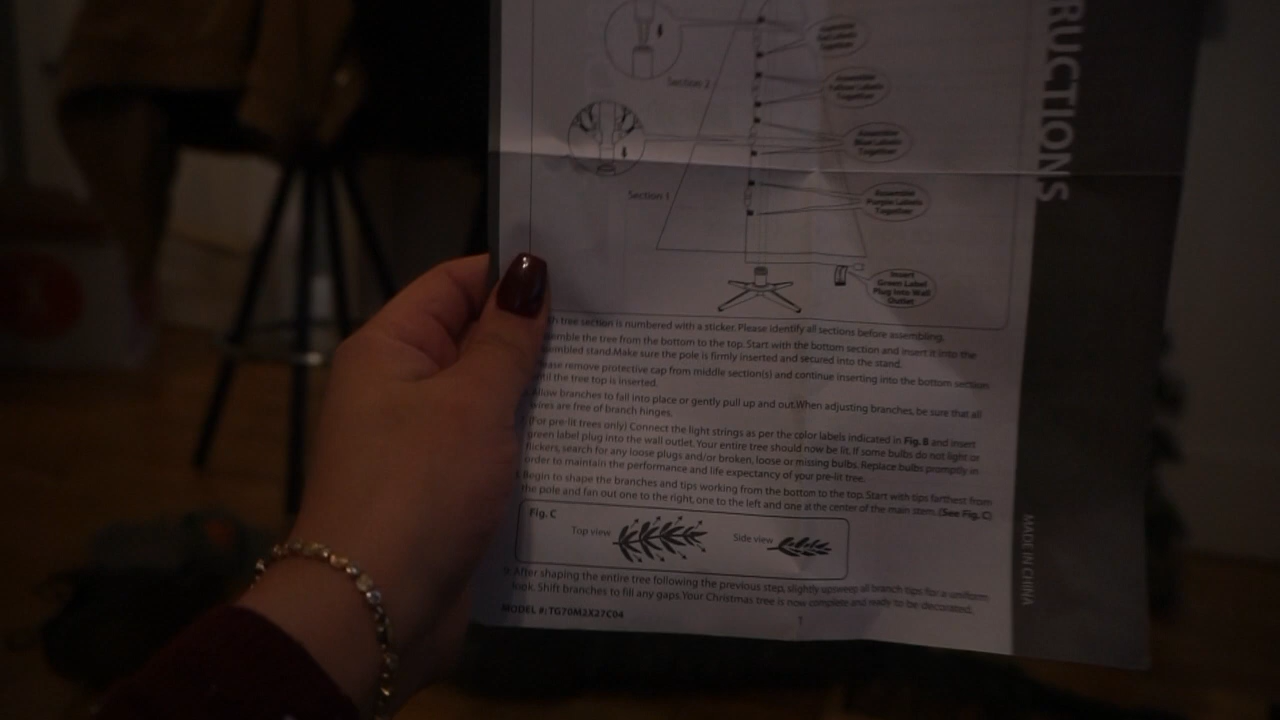 RUCTIONS
Section 2
Together
Assemble
Yellow Labels
Together
Assemble
Blue Labels
Together
Section 1
Assemble
Purple Labels
Together
Insert
Green Label
Plug Into Wall
Outlet
tree section is numbered with a sticker. Please identify all sections before assembling.
emble the tree from the bottom to the top. Start with the bottom section and insert it into the
embled stand.Make sure the pole is firmly inserted and secured into the stand.
ease remove protective cap from middle section(s) and continue inserting into the bottom section
ntil the tree top is inserted.
Allow branches to fall into place or gently pull up and out.When adjusting branches, be sure that all
wires are free of branch hinges.
(For pre-lit trees only) Connect the light strings as per the color labels indicated in Fig. B and insert
green label plug into the wall outlet. Your entire tree should now be lit. If some bulbs do not light or
flickers, search for any loose plugs and/or broken, loose or missing bulbs. Replace bulbs promptly in
order to maintain the performance and life expectancy of your pre-lit tree.
Begin to shape the branches and tips working from the bottom to the top. Start with tips farthest from
the pole and fan out one to the right, one to the left and one at the center of the main stem. (See Fig. C)
Fig. C
Top view
Side view
9. After shaping the entire tree following the previous step, slightly upsweep all branch tips for a uniform
look. Shift branches to fill any gaps.Your Christmas tree is now complete and ready to be decorated.
MODEL #: TG70M2X27C04
1
MADE IN CHINA